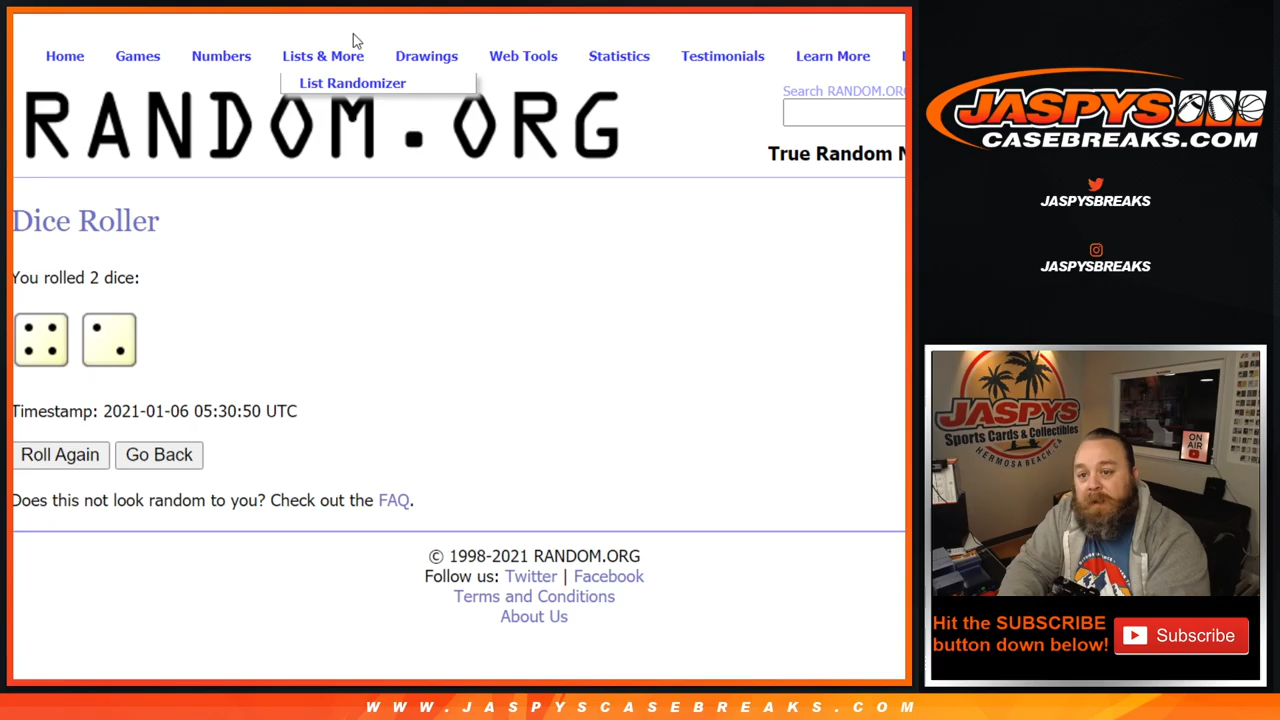 Home Games Numbers Lists & More Drawings Web Tools Statistics Testimonials Learn More
List Randomizer
RANDOM.ORG
Search RANDOM.ORG
True Random N
Dice Roller
You rolled 2 dice:
Timestamp: 2021-01-06 05:30:50 UTC
Roll Again Go Back
Does this not look random to you? Check out the FAQ.
© 1998-2021 RANDOM.ORG
Follow us: Twitter | Facebook
Terms and Conditions
About Us
JASPYS
CASEBREAKS.COM
JASPYSBREAKS
JASPYSBREAKS
JASPYS
Sports Cards & Collectibles
HERMOSA BEACH, CA
ON
AIR
Hit the SUBSCRIBE
button down below!
Subscribe
WWW.JASPYSCASEBREAKS.COM